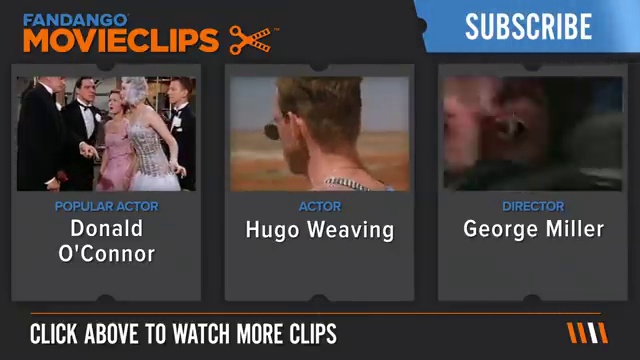 FANDANGO
MOVIECLIPS
SUBSCRIBE
POPULAR ACTOR
Donald
O'Connor
ACTOR
Hugo Weaving
DIRECTOR
George Miller
CLICK ABOVE TO WATCH MORE CLIPS